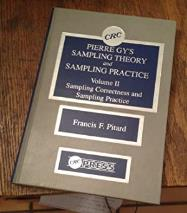 CRC
PIERRE GY'S
SAMPLING THEORY
and
SAMPLING PRACTICE
Volume II
Sampling Correctness and
Sampling Practice
Francis F. Pitard
CRC
PRESS